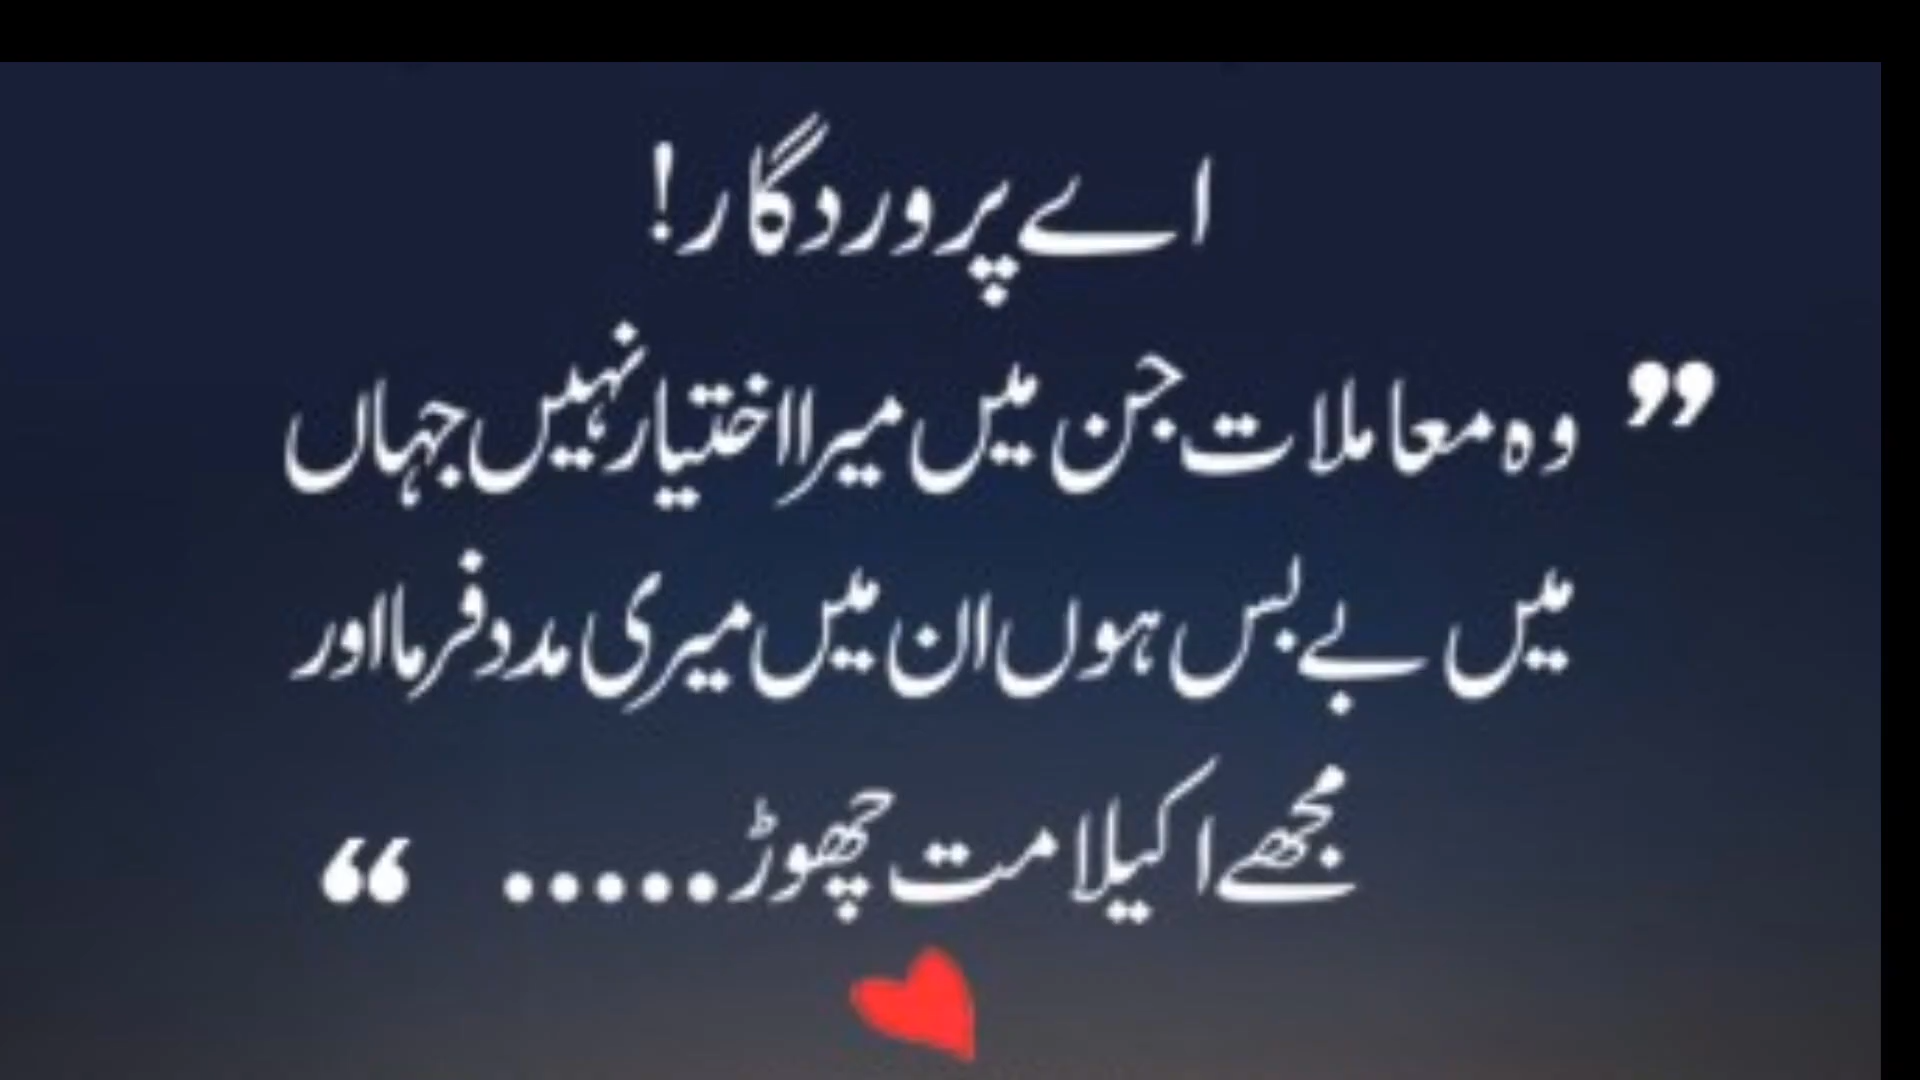 اے پروردگار!
” وہ معاملات جن میں میرا اختیار نہیں جہاں
میں بے بس ہوں ان میں میری مدد فرما اور
مجھے اکیلا مت چھوڑ..... “